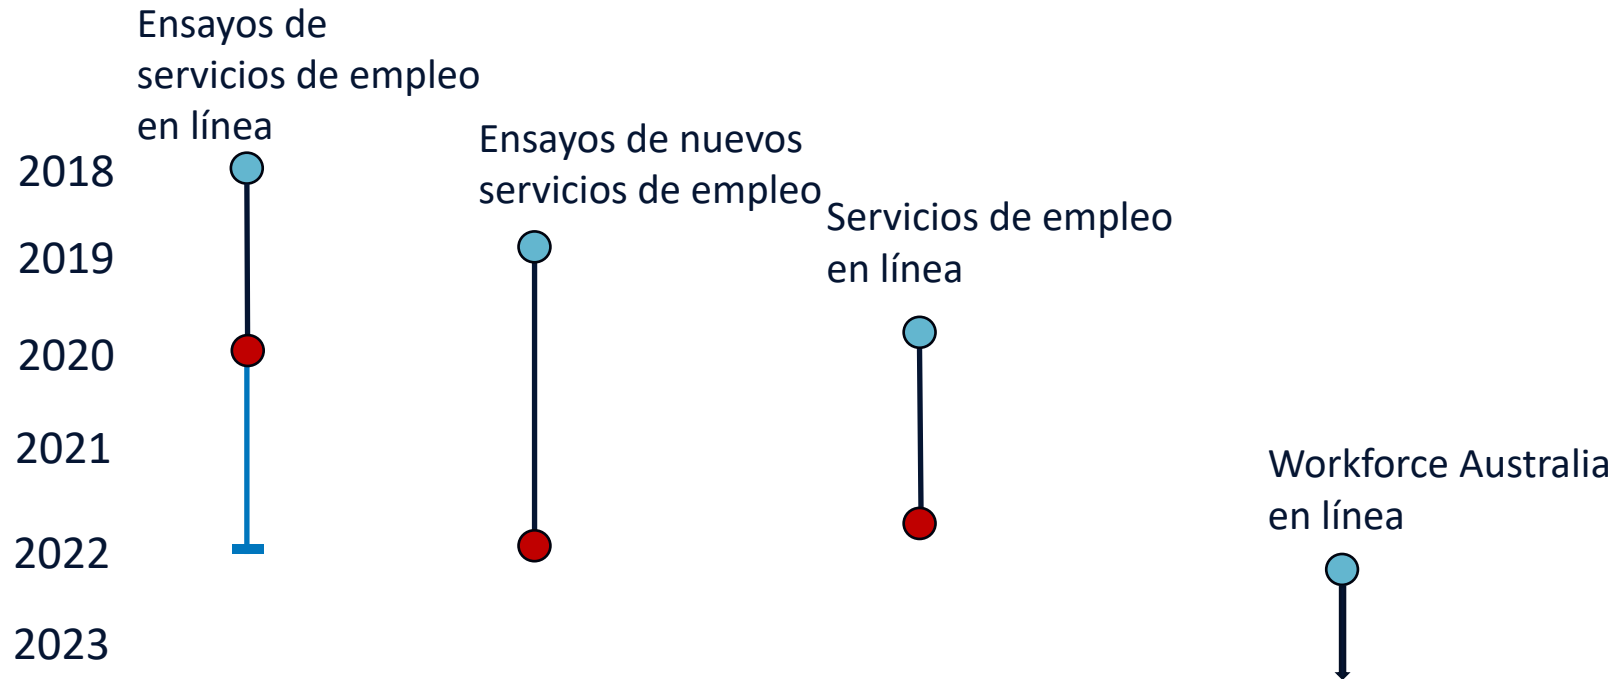 Ensayos de
servicios de empleo
en línea
Ensayos de nuevos
servicios de empleo
Servicios de empleo
en línea
Workforce Australia
en línea
2018
2019
2020
2021
2022
2023